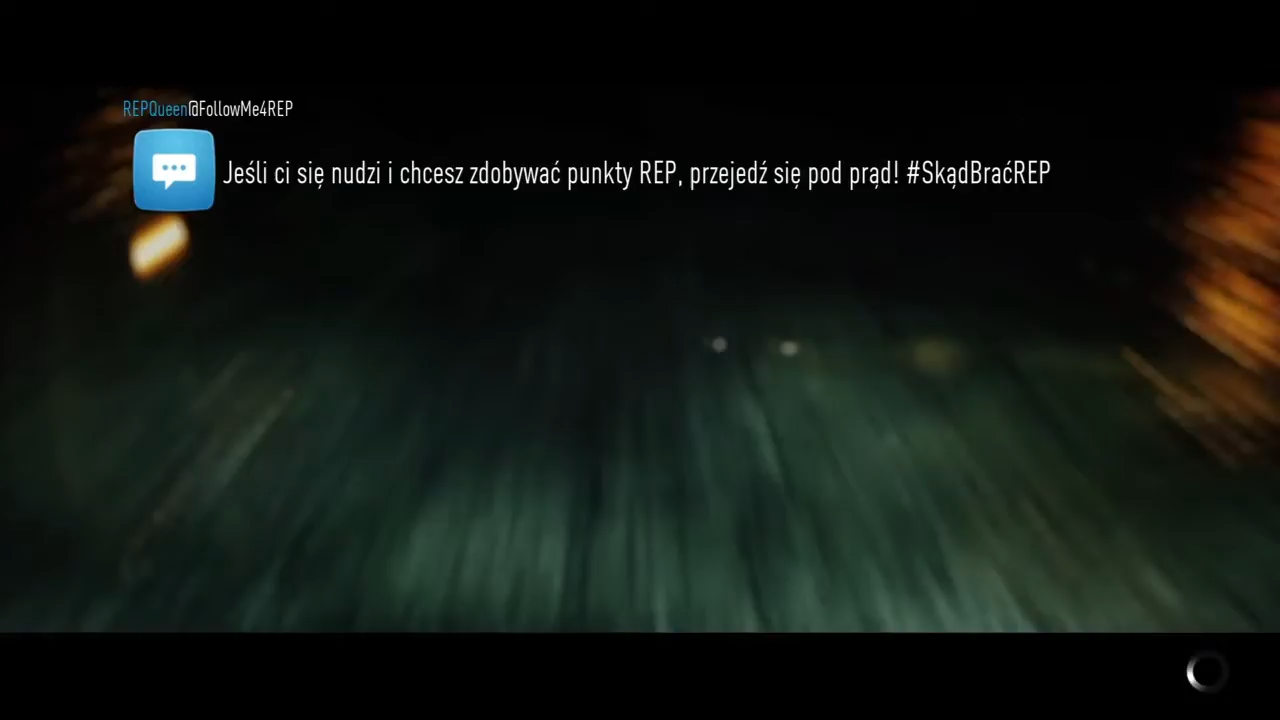 REPQueen@FollowMe4REP
Jeśli ci się nudzi i chcesz zdobywać punkty REP, przejedź się pod prąd! #SkądBraćREP